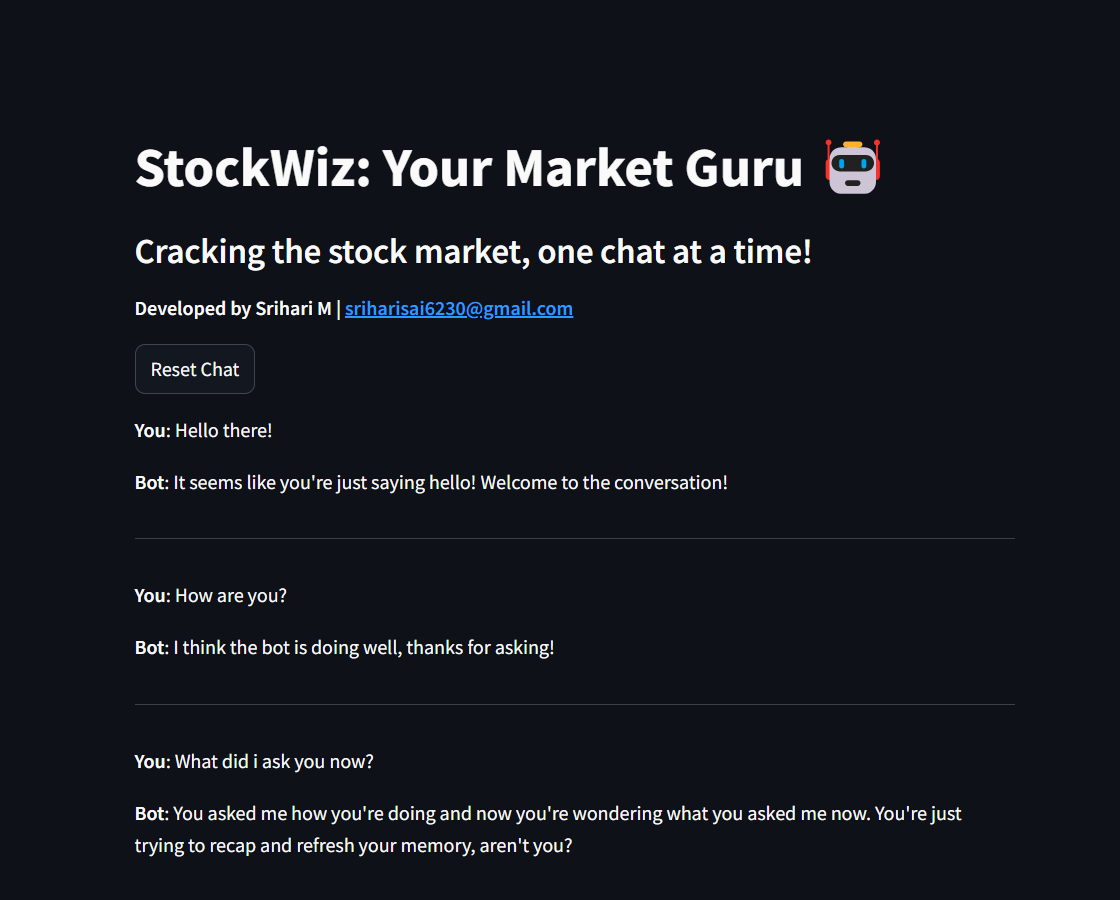 StockWiz: Your Market Guru
Cracking the stock market, one chat at a time!
Developed by Srihari M | sriharisai6230@gmail.com
Reset Chat
You: Hello there!
Bot: It seems like you're just saying hello! Welcome to the conversation!
You: How are you?
Bot: I think the bot is doing well, thanks for asking!
You: What did i ask you now?
Bot: You asked me how you're doing and now you're wondering what you asked me now. You're just
trying to recap and refresh your memory, aren't you?